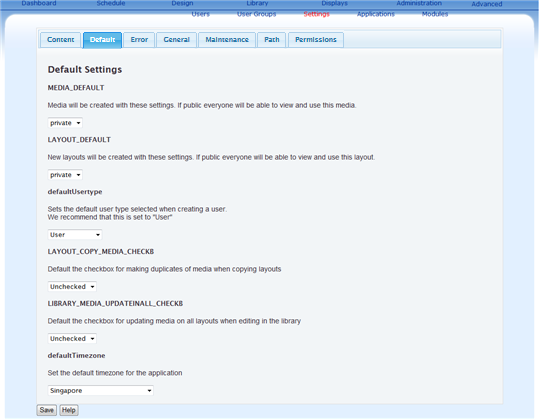 Dashboard Schedule Design Library Displays Administration Advanced
Users User Groups Settings Applications Modules
Content Default Error General Maintenance Path Permissions
Default Settings
MEDIA_DEFAULT
Media will be created with these settings. If public everyone will be able to view and use this media.
private
LAYOUT_DEFAULT
New layouts will be created with these settings. If public everyone will be able to view and use this layout.
private
defaultUsertype
Sets the default user type selected when creating a user.
We recommend that this is set to "User"
User
LAYOUT_COPY_MEDIA_CHECKB
Default the checkbox for making duplicates of media when copying layouts
Unchecked
LIBRARY_MEDIA_UPDATEINALL_CHECKB
Default the checkbox for updating media on all layouts when editing in the library
Unchecked
defaultTimezone
Set the default timezone for the application
Singapore
Save Help